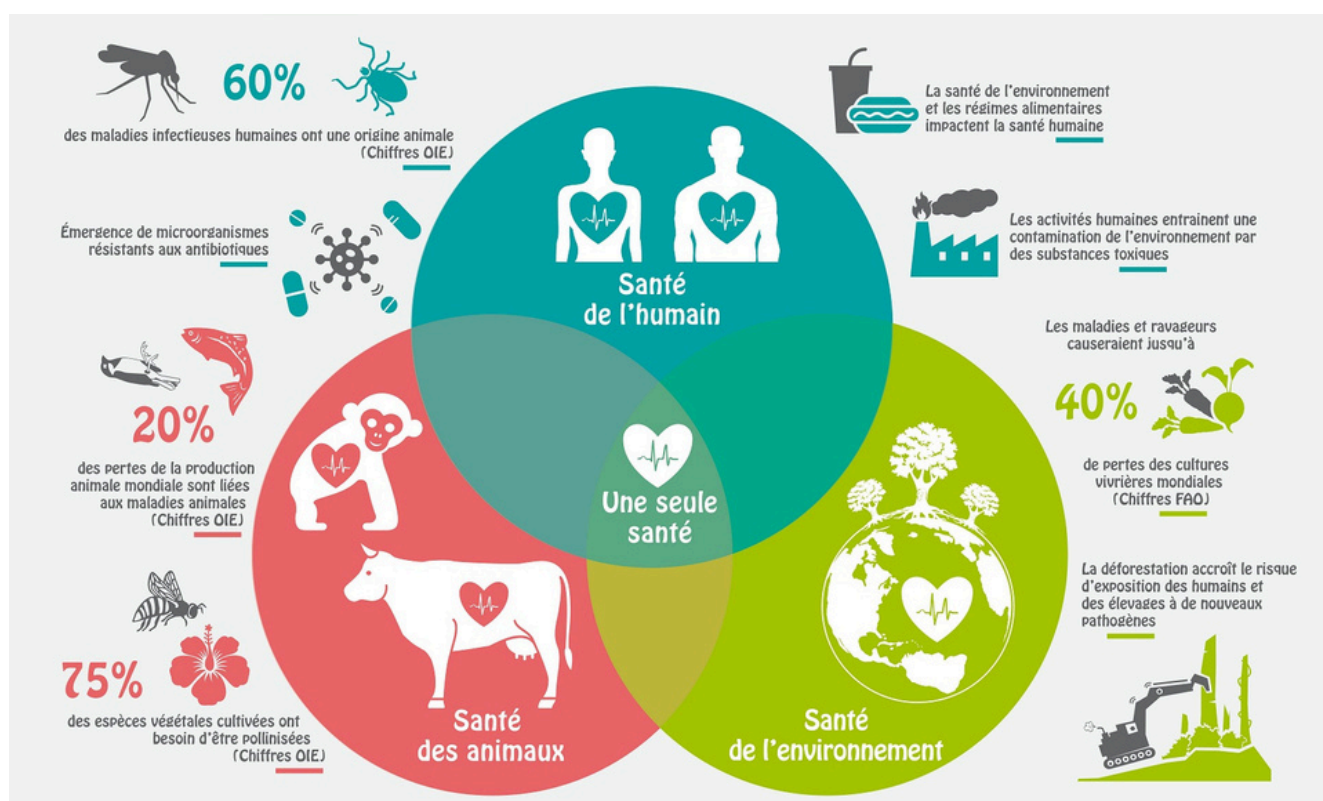 60%
des maladies infectieuses humaines ont une origine animale
(Chiffres OIE)
Émergence de microorganismes
résistants aux antibiotiques
20%
des pertes de la production
animale mondiale sont liées
aux maladies animales
(Chiffres OIE)
75%
des espèces végétales cultivées ont
besoin d'être pollinisées
(Chiffres OIE)
Santé
de l'humain
Une seule
santé
Santé
des animaux
Santé
de l'environnement
La santé de l'environnement
et les régimes alimentaires
impactent la santé humaine
Les activités humaines entrainent une
contamination de l'environnement par
des substances toxiques
Les maladies et ravageurs
causeraient jusqu'à
40%
de pertes des cultures
vivrières mondiales
(Chiffres FAO)
La déforestation accroît le risque
d'exposition des humains et
des élevages à de nouveaux
pathogènes